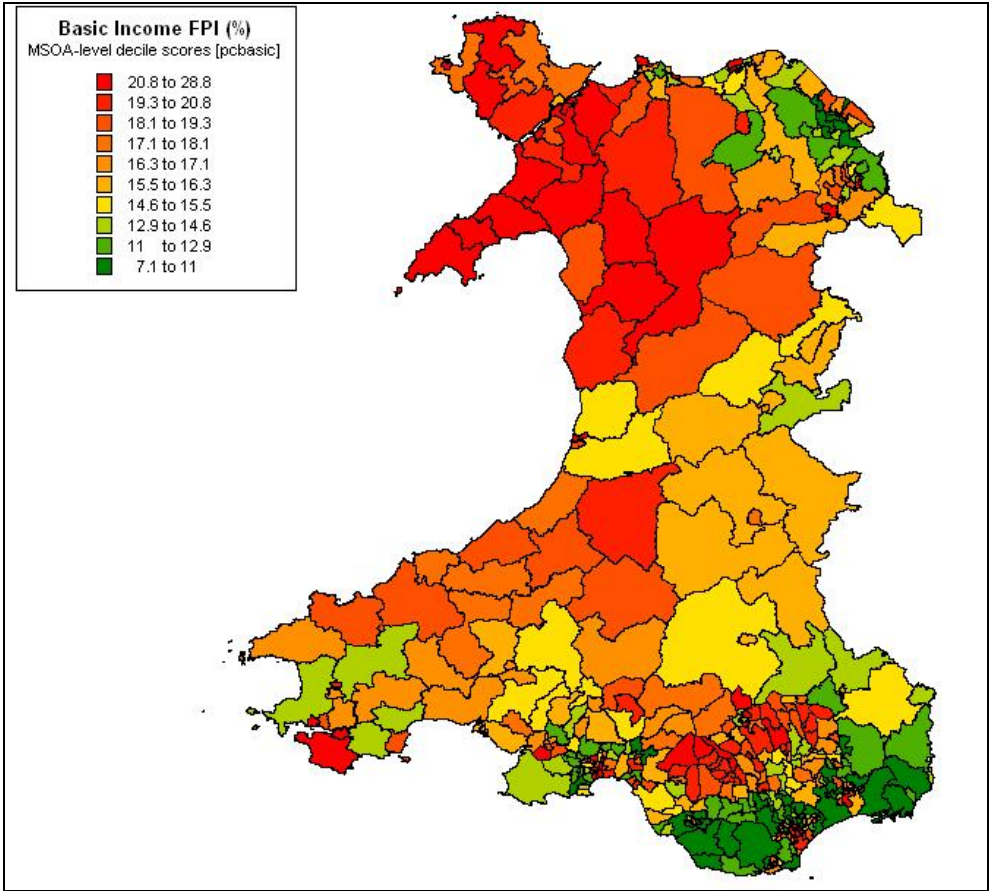 Basic Income FPI (%)
MSOA-level decile scores [pcbasic]
20.8 to 28.8
19.3 to 20.8
18.1 to 19.3
17.1 to 18.1
16.3 to 17.1
15.5 to 16.3
14.6 to 15.5
12.9 to 14.6
11 to 12.9
7.1 to 11